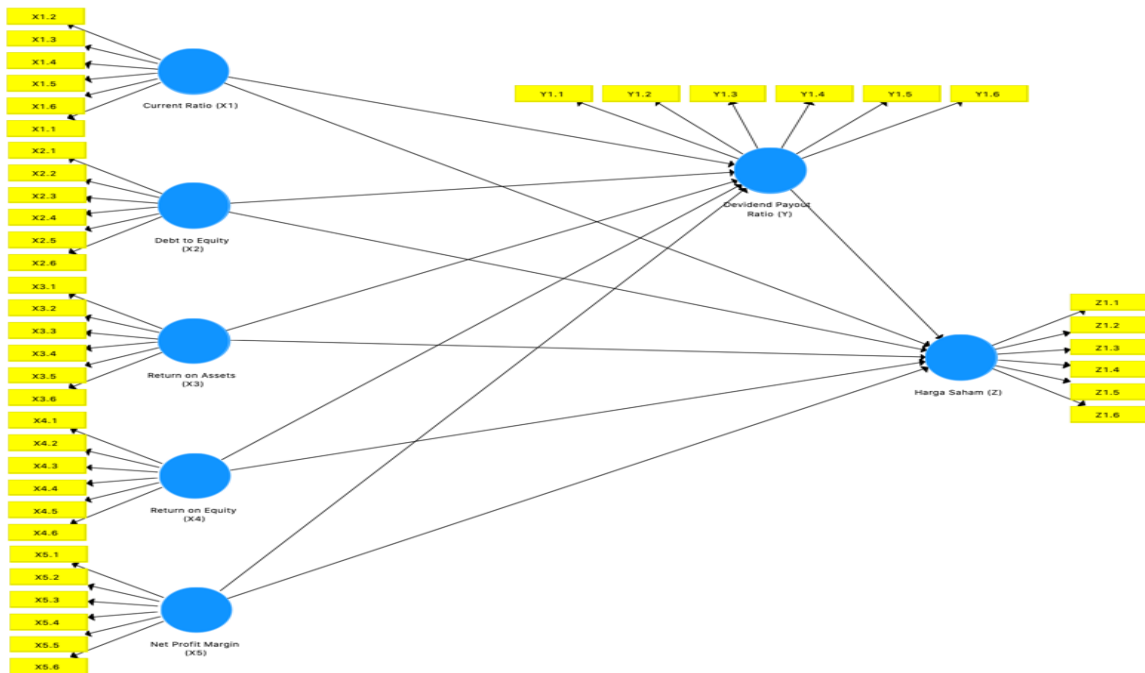 X1.2
X1.3
X1.4
X1.5
X1.6
X1.1
Current Ratio (X1)
X2.1
X2.2
X2.3
X2.4
X2.5
X2.6
Debt to Equity
(X2)
X3.1
X3.2
X3.3
X3.4
X3.5
X3.6
Return on Assets
(X3)
X4.1
X4.2
X4.3
X4.4
X4.5
X4.6
Return on Equity
(X4)
X5.1
X5.2
X5.3
X5.4
X5.5
X5.6
Net Profit Margin
(X5)
Y1.1 Y1.2 Y1.3 Y1.4 Y1.5 Y1.6
Devidend Payout
Ratio (Y)
Z1.1
Z1.2
Z1.3
Z1.4
Z1.5
Z1.6
Harga Saham (Z)